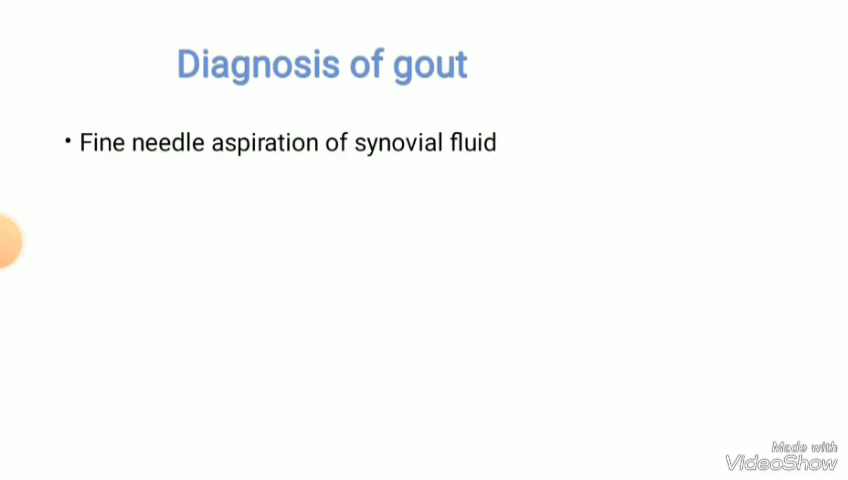 Diagnosis of gout
• Fine needle aspiration of synovial fluid
Made with
VideoShow